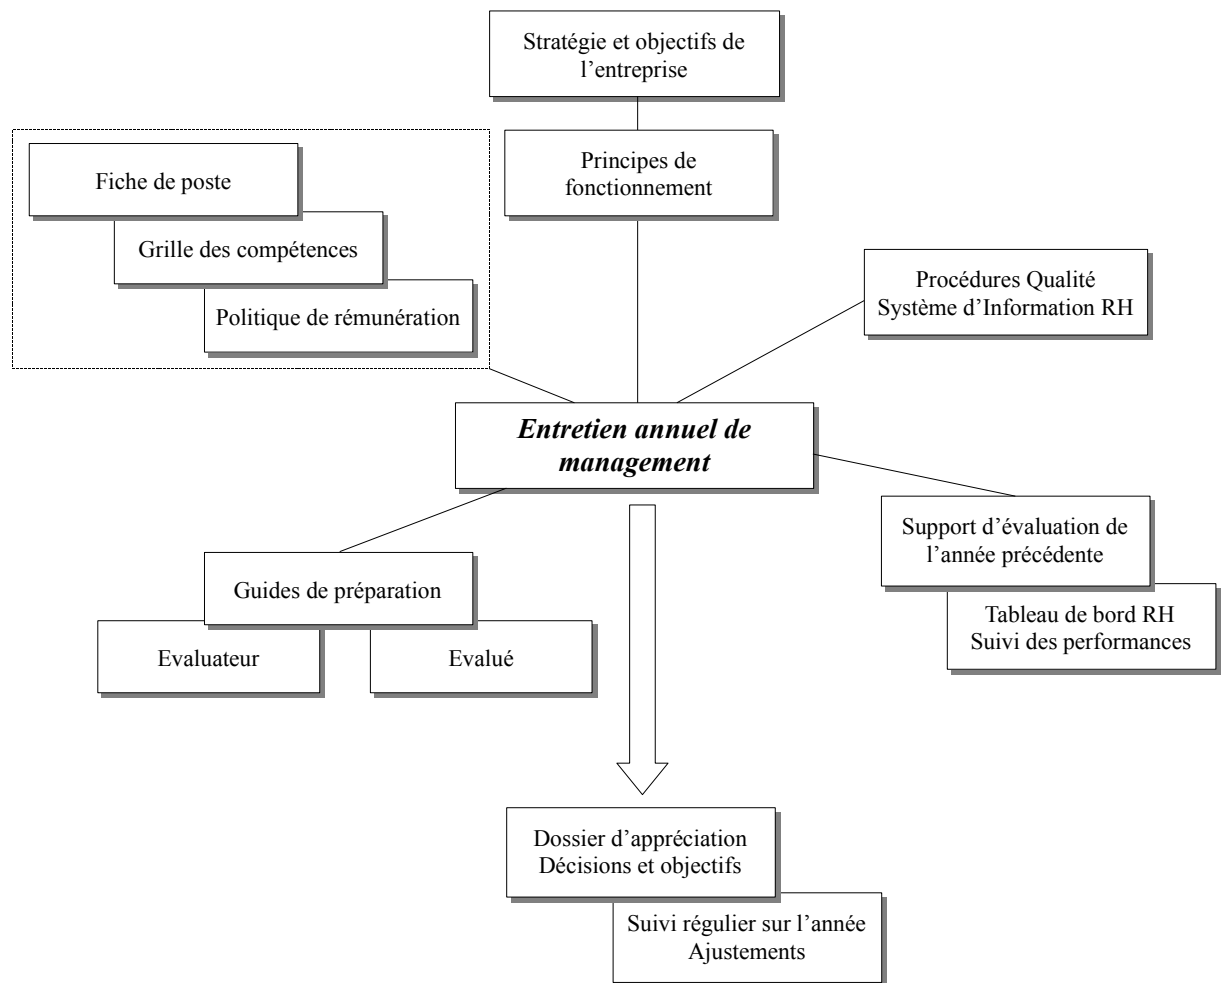 Stratégie et objectifs de
l’entreprise
Principes de
fonctionnement
Fiche de poste
Grille des compétences
Politique de rémunération
Procédures Qualité
Système d’Information RH
Entretien annuel de
management
Support d’évaluation de
l’année précédente
Tableau de bord RH
Suivi des performances
Guides de préparation
Evaluateur
Evalué
Dossier d’appréciation
Décisions et objectifs
Suivi régulier sur l’année
Ajustements